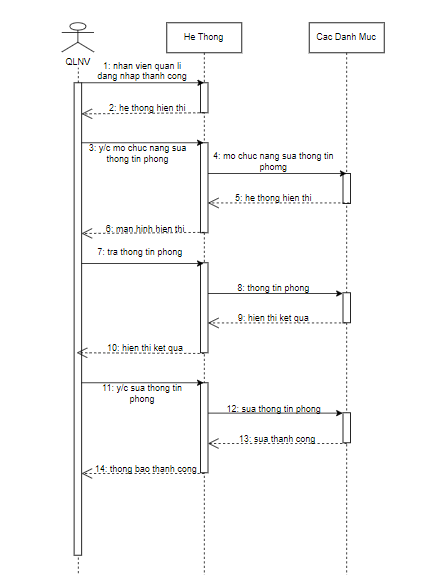 He Thong
Cac Danh Muc
QLNV
1: nhan vien quan li
dang nhap thanh cong
2: he thong hien thi
3: y/c mo chuc nang sua
thong tin phong
4: mo chuc nang sua thong tin
phomg
5: he thong hien thi
6: man hinh hien thi
7: tra thong tin phong
8: thong tin phong
9: hien thi ket qua
10: hien thi ket qua
11: y/c sua thong tin
phong
12: sua thong tin phong
13: sua thanh cong
14: thong bao thanh cong